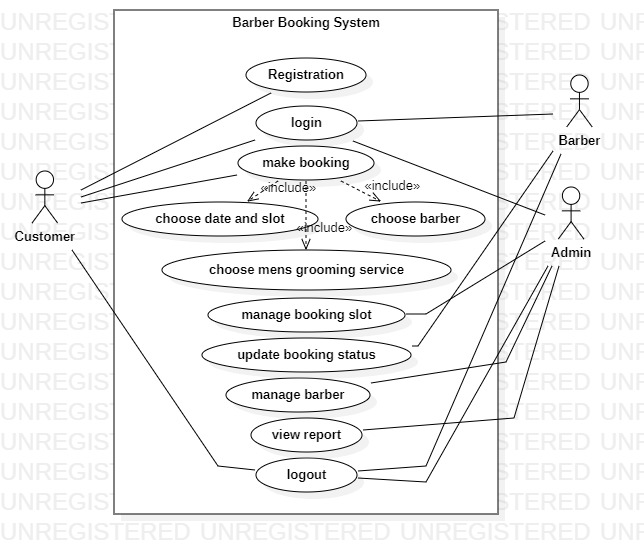 Barber Booking System
Registration
login
Barber
make booking
«include»
«include»
choose date and slot
choose barber
«include»
Customer
Admin
choose mens grooming service
manage booking slot
update booking status
manage barber
view report
logout
UNREGISTERED UNREGISTERED UNREGISTERED